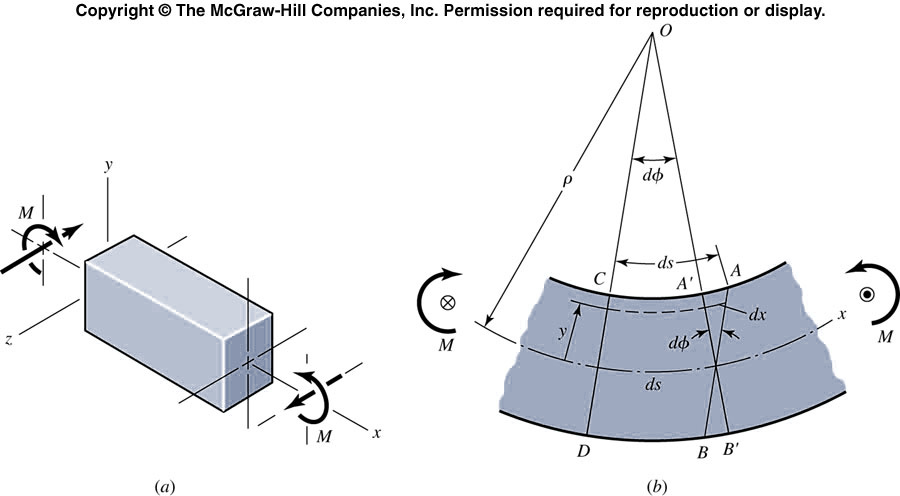 Copyright © The McGraw-Hill Companies, Inc. Permission required for reproduction or display.
y
M
z
M
x
(a)
O
ρ
dϕ
ds
C
A'
A
dx
y
dϕ
x
M
M
ds
D
B
B'
(b)